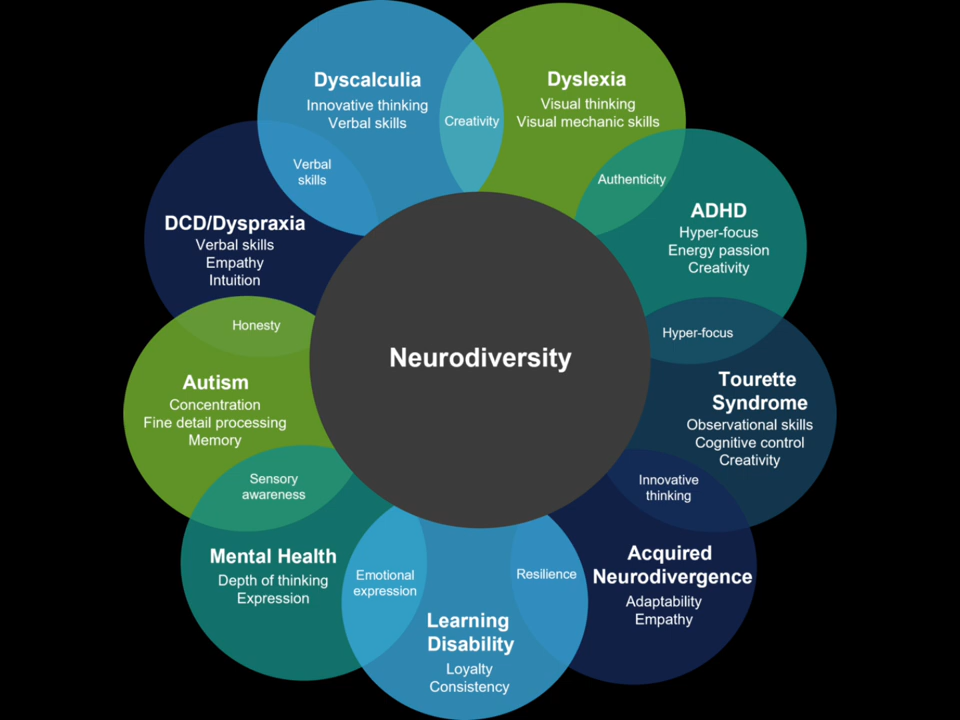 Dyscalculia
Innovative thinking
Verbal skills
Creativity
Dyslexia
Visual thinking
Visual mechanic skills
Authenticity
ADHD
Hyper-focus
Energy passion
Creativity
Hyper-focus
Tourette
Syndrome
Observational skills
Cognitive control
Creativity
Innovative
thinking
Acquired
Neurodivergence
Adaptability
Empathy
Resilience
Learning
Disability
Loyalty
Consistency
Emotional
expression
Mental Health
Depth of thinking
Expression
Sensory
awareness
Autism
Concentration
Fine detail processing
Memory
Honesty
DCD/Dyspraxia
Verbal skills
Empathy
Intuition
Verbal
skills
Neurodiversity